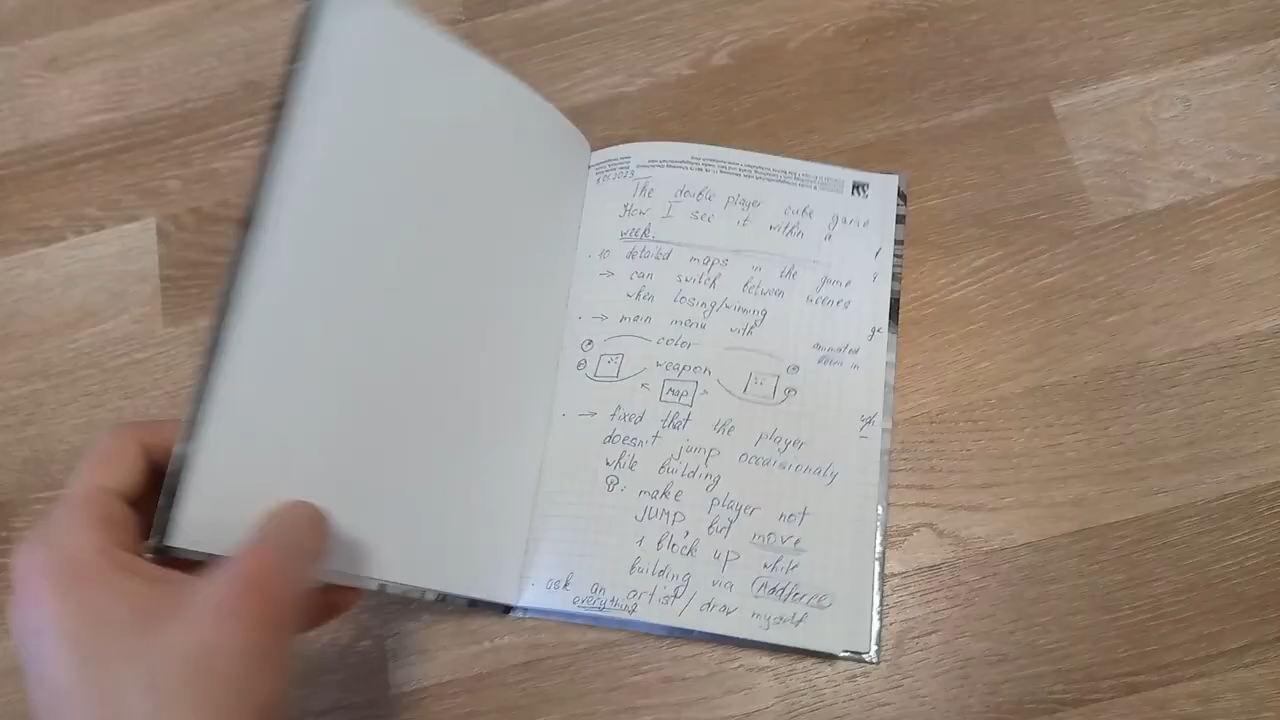 The double player cube game
How I see it within a
week.
. 10 detailed maps in the game
→ can switch between scenes
when losing/winning
. → main menu with
color
animated
weapon
Map
. → fixed that the player
doesn't jump occaisionaly
while building
: make player not
JUMP, but move
1 block up while
building via Addforce
. ask an artist / draw myself
everything